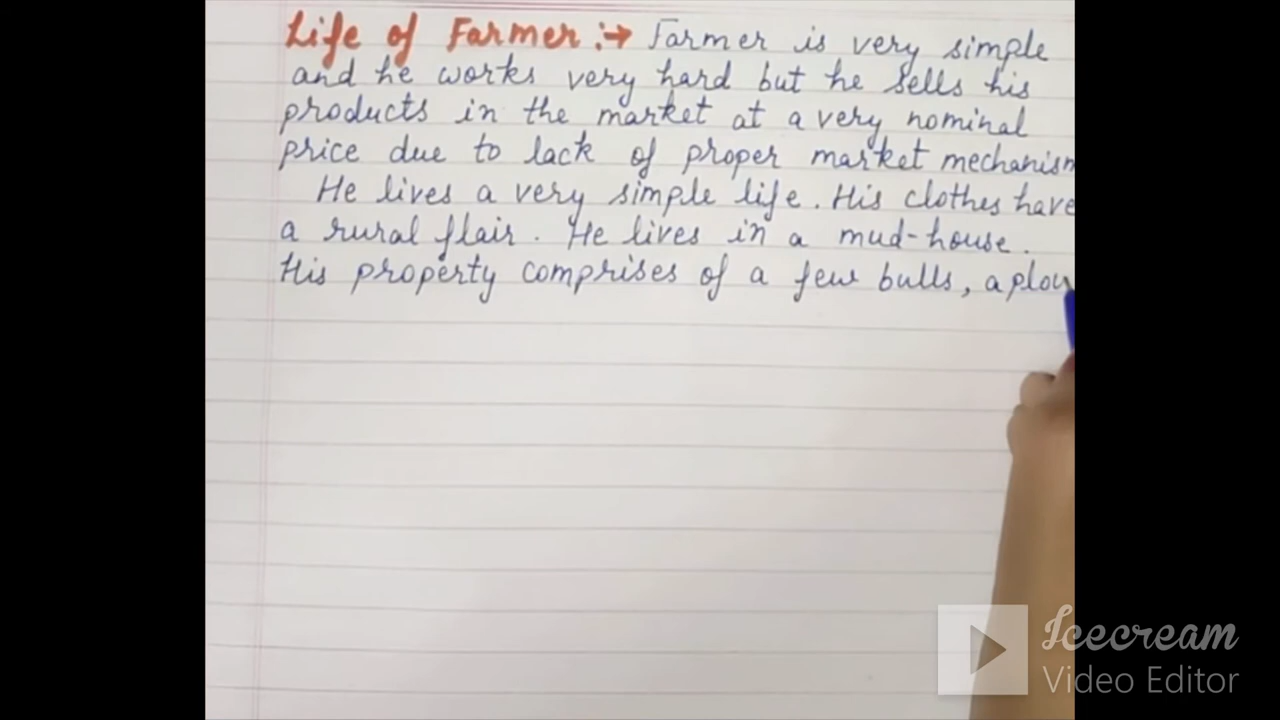 Life of Farmer :→ Farmer is very simple
and he works very hard but he sells his
products in the market at a very nominal
price due to lack of proper market mechanism
He lives a very simple life. His clothes have
a rural flair. He lives in a mud-house.
His property comprises of a few bulls, a plou
Icecream
Video Editor